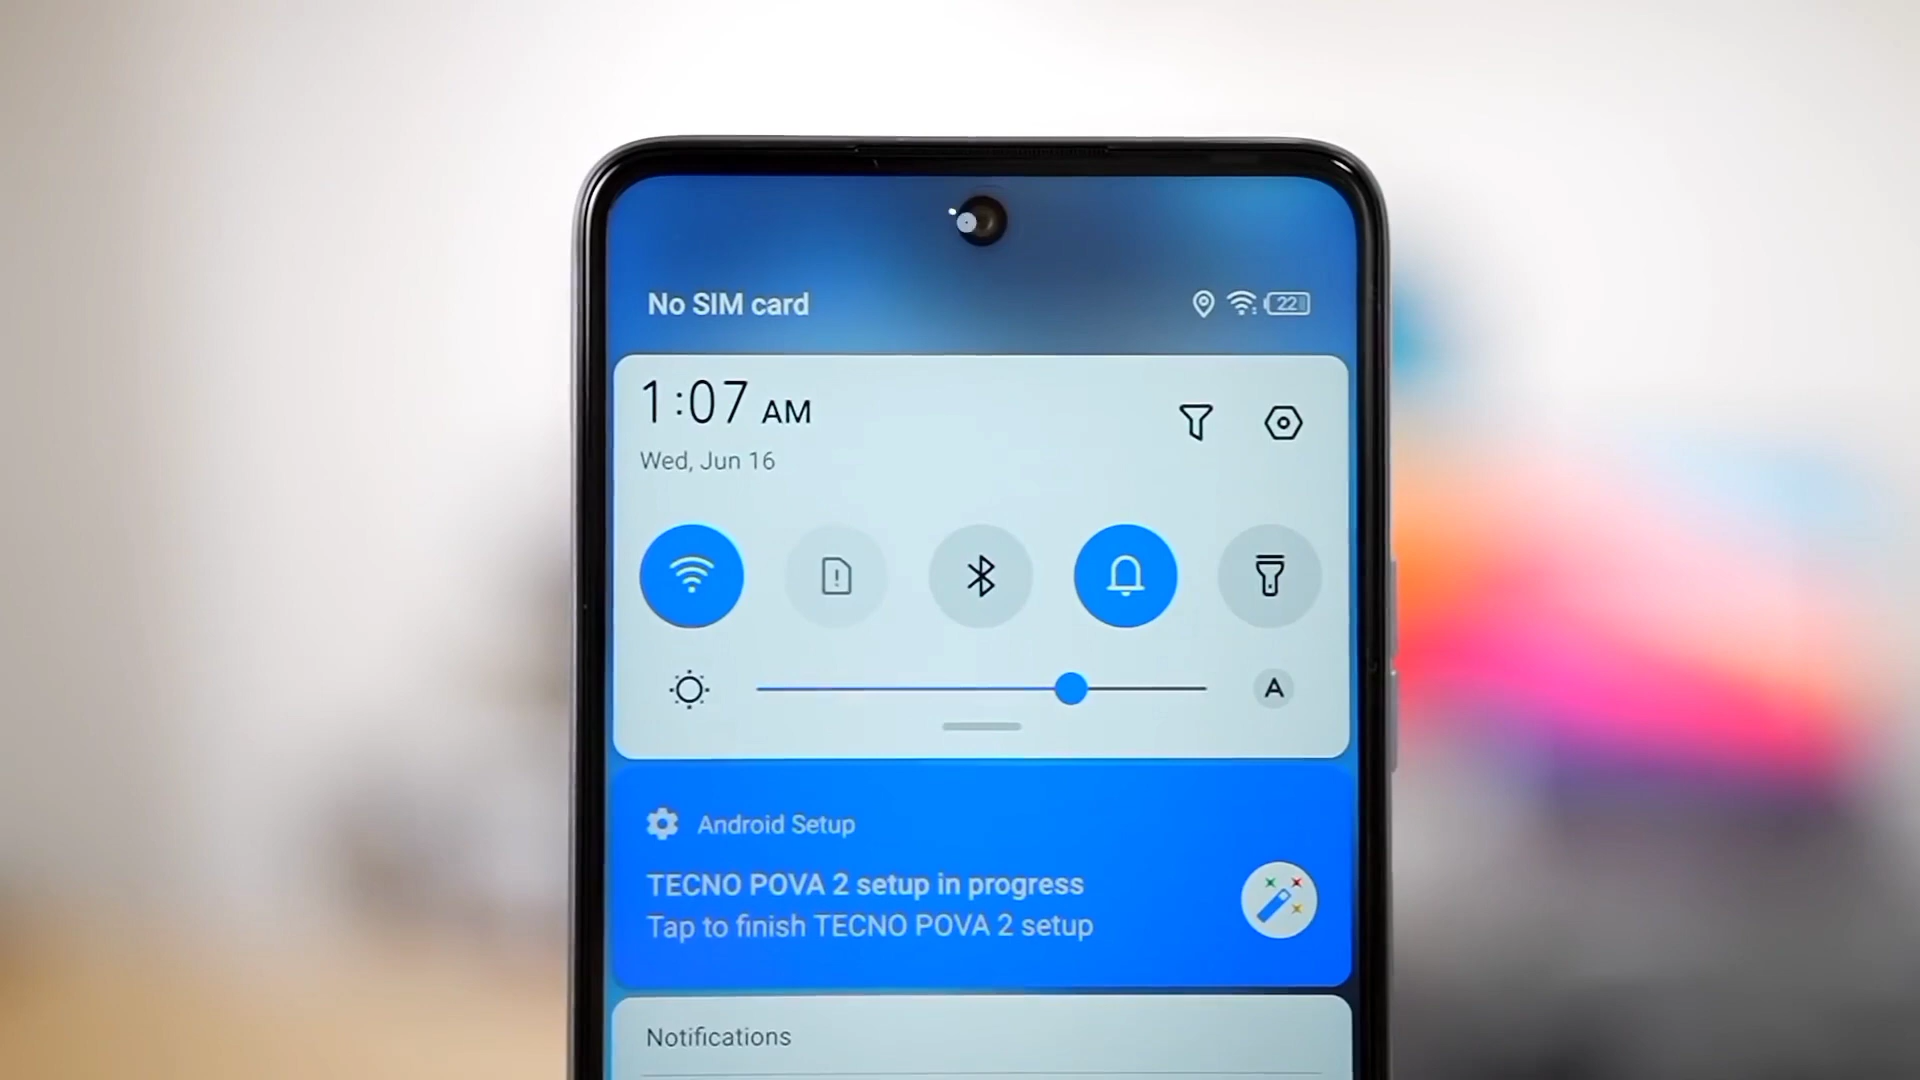 No SIM card
22
1:07 AM
Wed, Jun 16
A
Android Setup
TECNO POVA 2 setup in progress
Tap to finish TECNO POVA 2 setup
Notifications